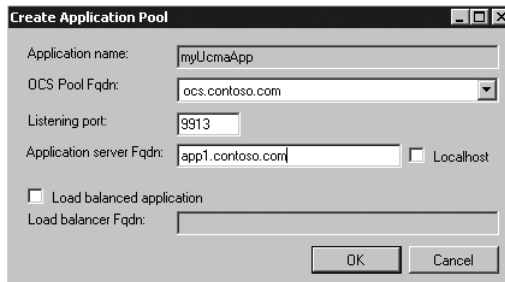 Create Application Pool
Application name: myUcmaApp
OCS Pool Fqdn: ocs.contoso.com
Listening port: 9913
Application server Fqdn: app1.contoso.com Localhost
Load balanced application
Load balancer Fqdn:
OK Cancel